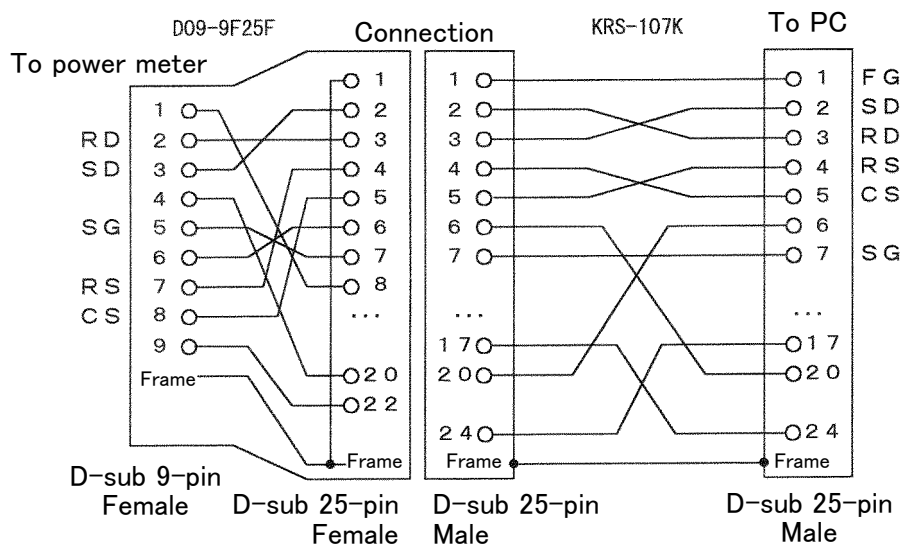 D09-9F25F
Connection
KRS-107K
To PC
To power meter
1
RD 2
SD 3
4
SG 5
6
RS 7
CS 8
9
Frame
1
2
3
4
5
6
7
8
...
20
22
Frame
1
2
3
4
5
6
7
...
17
20
24
Frame
1 FG
2 SD
3 RD
4 RS
5 CS
6
7 SG
...
17
20
24
Frame
D-sub 9-pin
Female
D-sub 25-pin
Female
D-sub 25-pin
Male
D-sub 25-pin
Male